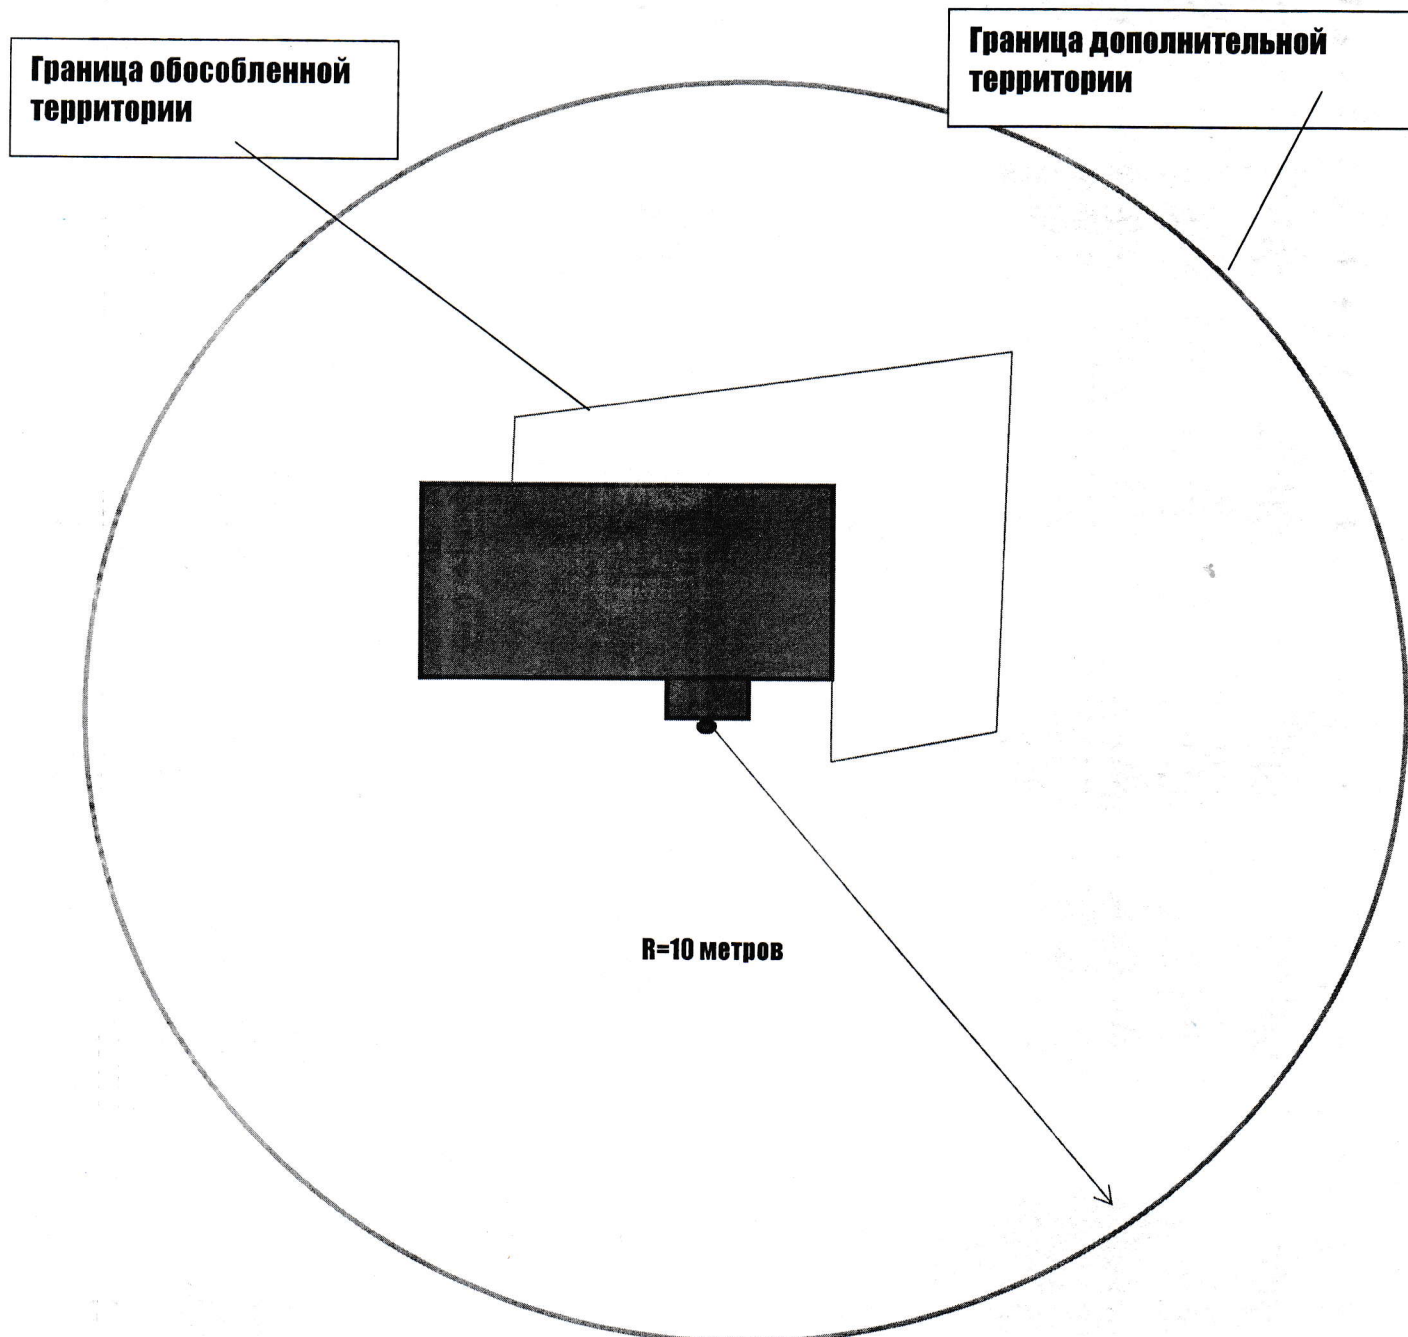 Граница обособленной
территории
Граница дополнительной
территории
R=10 метров